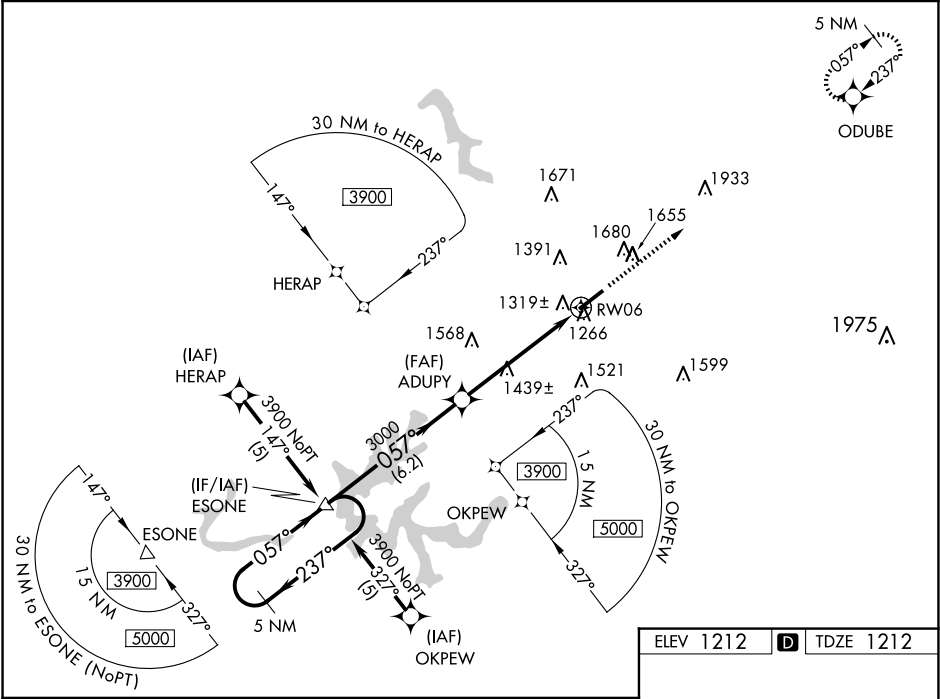 5 NM
057°
237°
ODUBE
30 NM to HERAP
3900
147°
237°
HERAP
1671
1933
1655
1680
1391
1319±
RW06
1266
1568
1975
(FAF)
ADUPY
1439±
1521
1599
(IAF)
HERAP
3900 NoPT
147°
(5)
3000
057°
(6.2)
237°
30 NM to OKPEW
15 NM
3900
OKPEW
5000
327°
(IF/IAF)
ESONE
147°
ESONE
057°
237°
3900 NoPT
327°
(5)
15 NM
3900
327°
5000
30 NM to ESONE (NoPT)
5 NM
(IAF)
OKPEW
ELEV 1212 D TDZE 1212